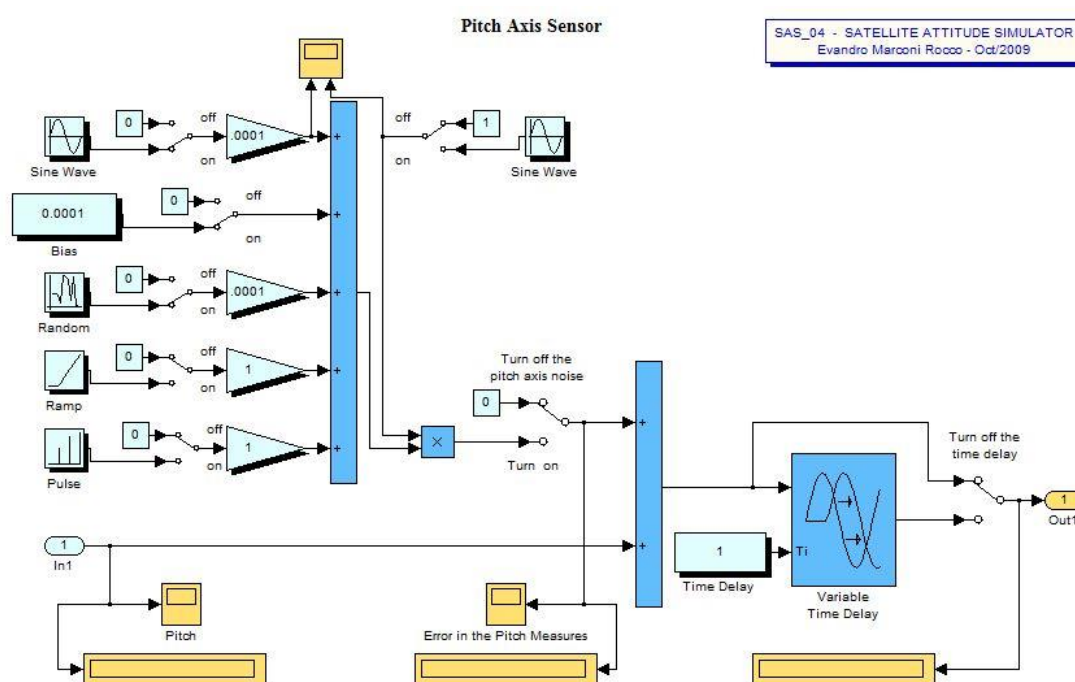 Pitch Axis Sensor
SAS_04 - SATELLITE ATTITUDE SIMULATOR
Evandro Marconi Rocco - Oct/2009
0
off
on
.0001
Sine Wave
off
on
1
Sine Wave
0.0001
Bias
0
off
on
Random
0
off
on
.0001
Ramp
0
off
on
1
Pulse
0
off
on
1
×
Turn off the
pitch axis noise
0
Turn on
Turn off the
time delay
1
In1
1
Time Delay
Ti
Variable
Time Delay
1
Out1
Pitch
Error in the Pitch Measures
+
+
+
+
+
+
+